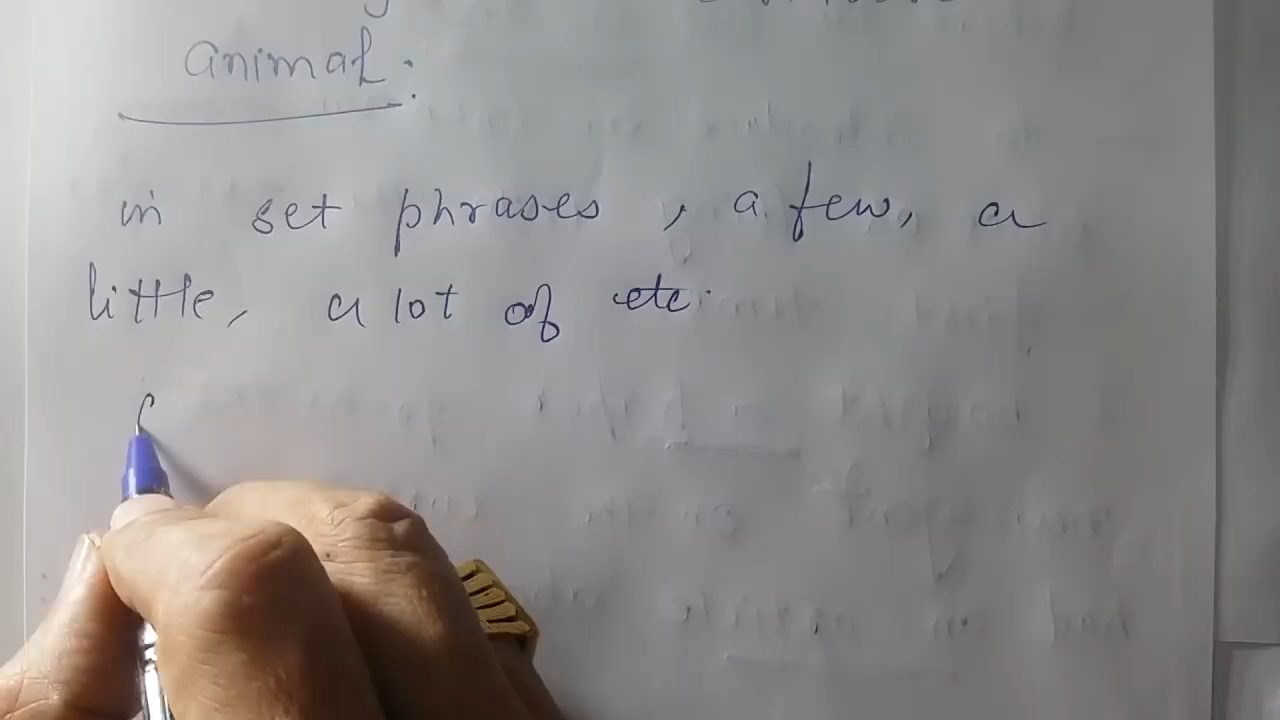 animal.
in set phrases, a few, a
little, a lot of etc.